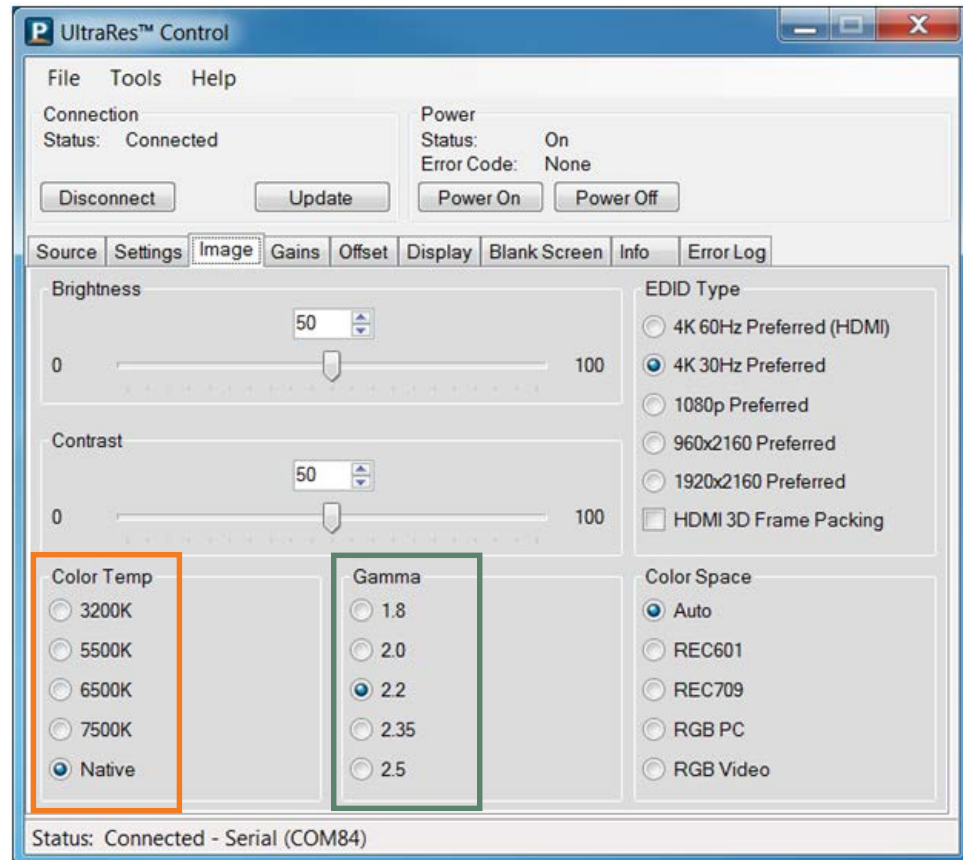 P UltraRes™ Control
File Tools Help
Connection
Status: Connected
Disconnect Update
Power
Status: On
Error Code: None
Power On Power Off
Source Settings Image Gains Offset Display Blank Screen Info Error Log
Brightness
50
0 100
Contrast
50
0 100
EDID Type
4K 60Hz Preferred (HDMI)
4K 30Hz Preferred
1080p Preferred
960x2160 Preferred
1920x2160 Preferred
HDMI 3D Frame Packing
Color Temp
3200K
5500K
6500K
7500K
Native
Gamma
1.8
2.0
2.2
2.35
2.5
Color Space
Auto
REC601
REC709
RGB PC
RGB Video
Status: Connected - Serial (COM84)